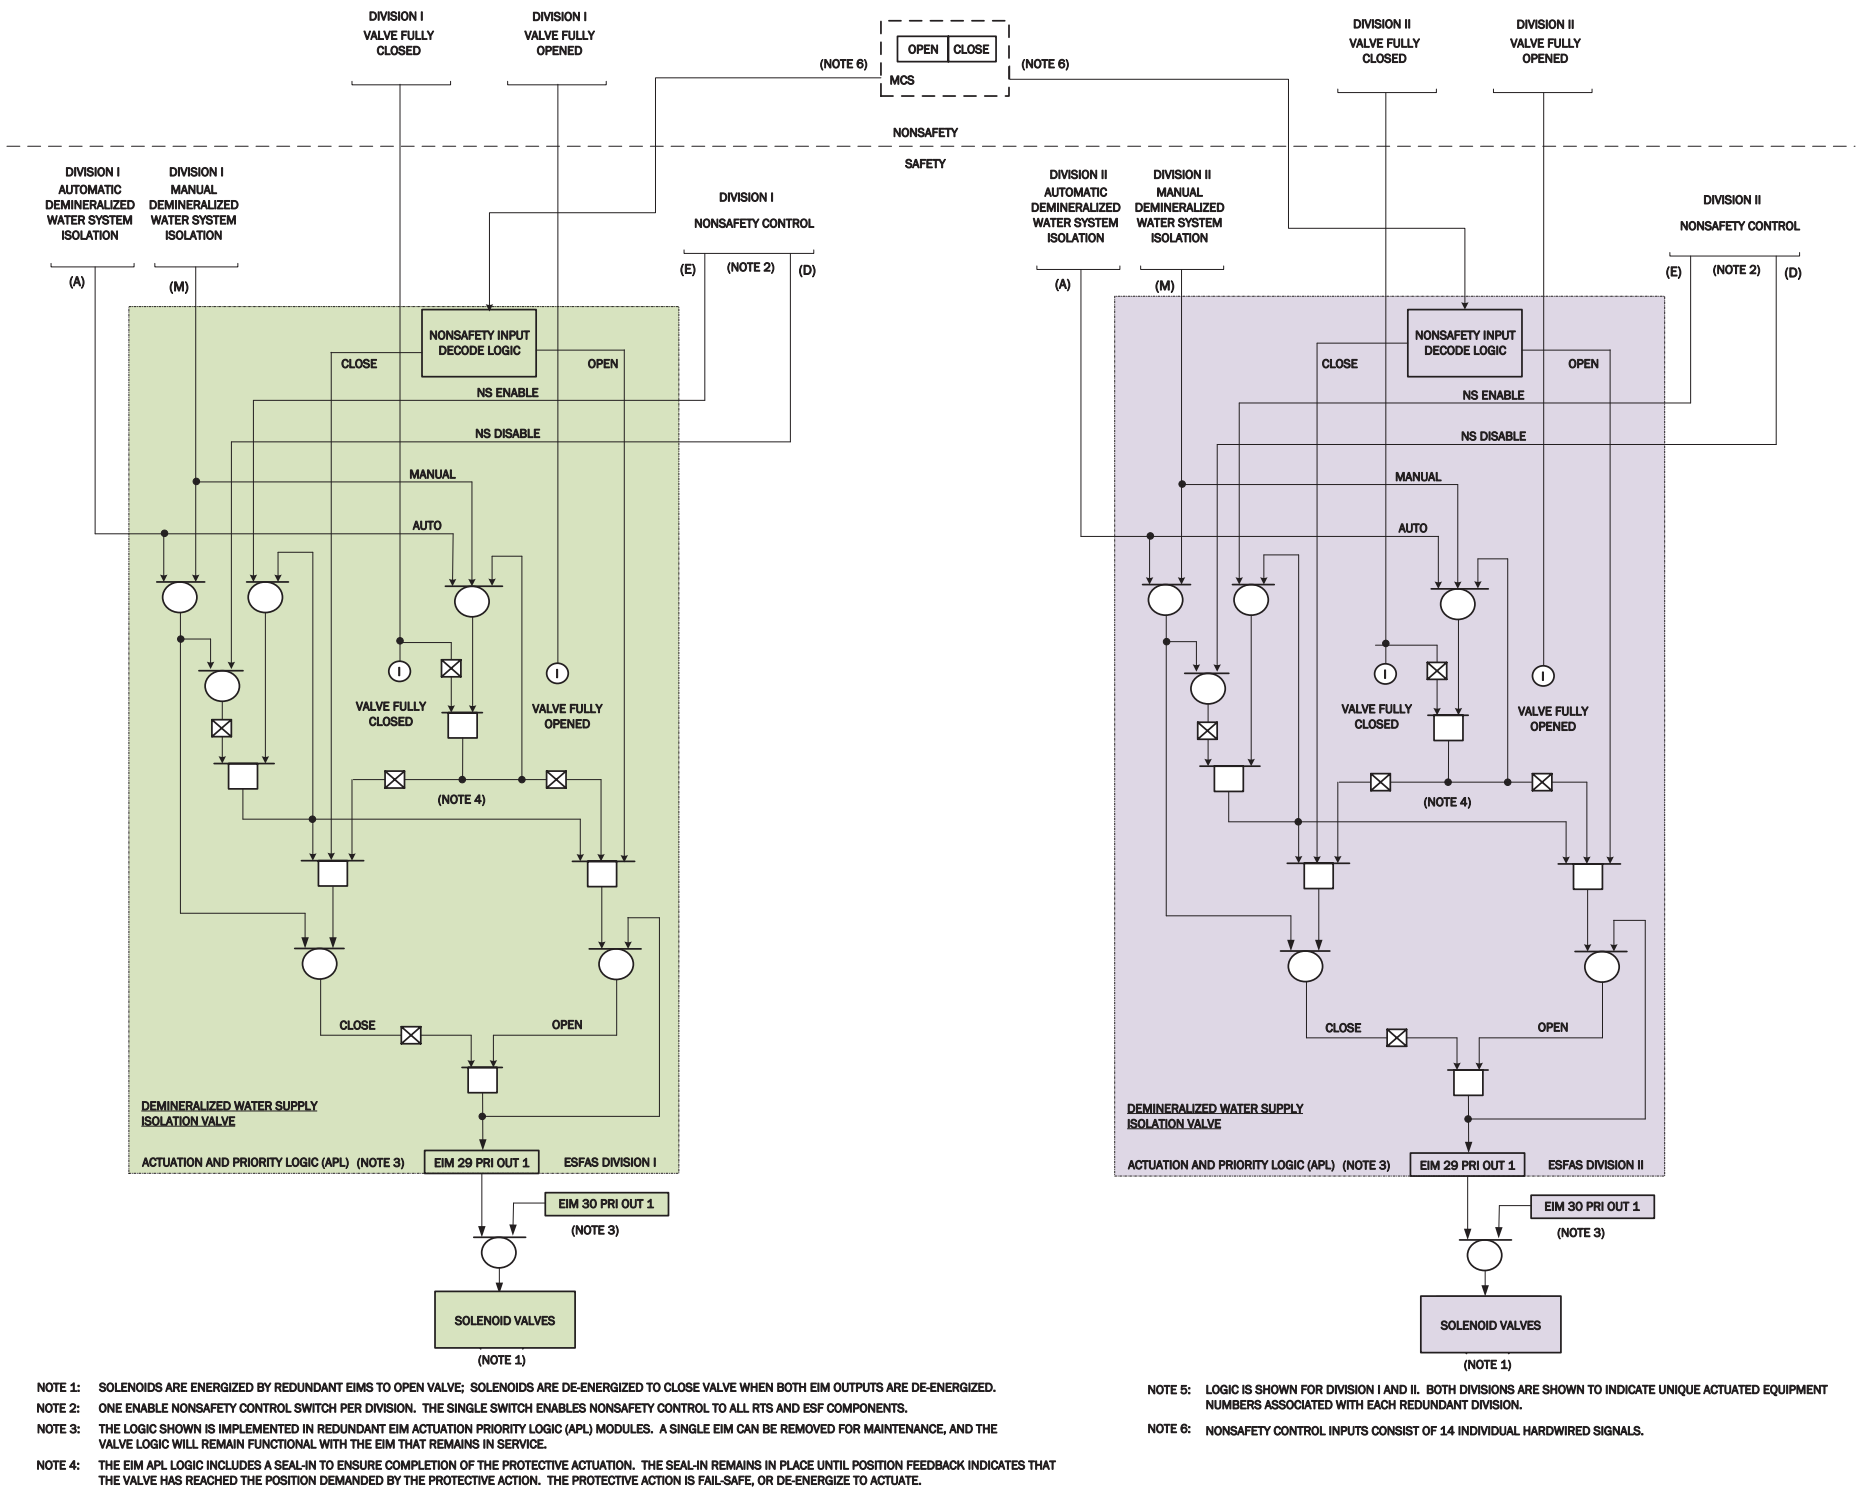 DIVISION I
VALVE FULLY
CLOSED
DIVISION I
VALVE FULLY
OPENED
(NOTE 6)
OPEN
CLOSE
MCS
(NOTE 6)
DIVISION II
VALVE FULLY
CLOSED
DIVISION II
VALVE FULLY
OPENED
NONSAFETY
SAFETY
DIVISION I
AUTOMATIC
DEMINERALIZED
WATER SYSTEM
ISOLATION
(A)
DIVISION I
MANUAL
DEMINERALIZED
WATER SYSTEM
ISOLATION
(M)
DIVISION I
NONSAFETY CONTROL
(E)
(NOTE 2)
(D)
NONSAFETY INPUT
DECODE LOGIC
CLOSE
OPEN
NS ENABLE
NS DISABLE
MANUAL
AUTO
I
VALVE FULLY
CLOSED
I
VALVE FULLY
OPENED
(NOTE 4)
CLOSE
OPEN
DEMINERALIZED WATER SUPPLY
ISOLATION VALVE
ACTUATION AND PRIORITY LOGIC (APL) (NOTE 3)
EIM 29 PRI OUT 1
ESFAS DIVISION I
EIM 30 PRI OUT 1
(NOTE 3)
SOLENOID VALVES
(NOTE 1)
DIVISION II
AUTOMATIC
DEMINERALIZED
WATER SYSTEM
ISOLATION
(A)
DIVISION II
MANUAL
DEMINERALIZED
WATER SYSTEM
ISOLATION
(M)
DIVISION II
NONSAFETY CONTROL
(E)
(NOTE 2)
(D)
NONSAFETY INPUT
DECODE LOGIC
CLOSE
OPEN
NS ENABLE
NS DISABLE
MANUAL
AUTO
I
VALVE FULLY
CLOSED
I
VALVE FULLY
OPENED
(NOTE 4)
CLOSE
OPEN
DEMINERALIZED WATER SUPPLY
ISOLATION VALVE
ACTUATION AND PRIORITY LOGIC (APL) (NOTE 3)
EIM 29 PRI OUT 1
ESFAS DIVISION II
EIM 30 PRI OUT 1
(NOTE 3)
SOLENOID VALVES
(NOTE 1)
NOTE 1: SOLENOIDS ARE ENERGIZED BY REDUNDANT EIMS TO OPEN VALVE; SOLENOIDS ARE DE-ENERGIZED TO CLOSE VALVE WHEN BOTH EIM OUTPUTS ARE DE-ENERGIZED.
NOTE 2: ONE ENABLE NONSAFETY CONTROL SWITCH PER DIVISION. THE SINGLE SWITCH ENABLES NONSAFETY CONTROL TO ALL RTS AND ESF COMPONENTS.
NOTE 3: THE LOGIC SHOWN IS IMPLEMENTED IN REDUNDANT EIM ACTUATION PRIORITY LOGIC (APL) MODULES. A SINGLE EIM CAN BE REMOVED FOR MAINTENANCE, AND THE
VALVE LOGIC WILL REMAIN FUNCTIONAL WITH THE EIM THAT REMAINS IN SERVICE.
NOTE 4: THE EIM APL LOGIC INCLUDES A SEAL-IN TO ENSURE COMPLETION OF THE PROTECTIVE ACTUATION. THE SEAL-IN REMAINS IN PLACE UNTIL POSITION FEEDBACK INDICATES THAT
THE VALVE HAS REACHED THE POSITION DEMANDED BY THE PROTECTIVE ACTION. THE PROTECTIVE ACTION IS FAIL-SAFE, OR DE-ENERGIZE TO ACTUATE.
NOTE 5: LOGIC IS SHOWN FOR DIVISION I AND II. BOTH DIVISIONS ARE SHOWN TO INDICATE UNIQUE ACTUATED EQUIPMENT
NUMBERS ASSOCIATED WITH EACH REDUNDANT DIVISION.
NOTE 6: NONSAFETY CONTROL INPUTS CONSIST OF 14 INDIVIDUAL HARDWIRED SIGNALS.